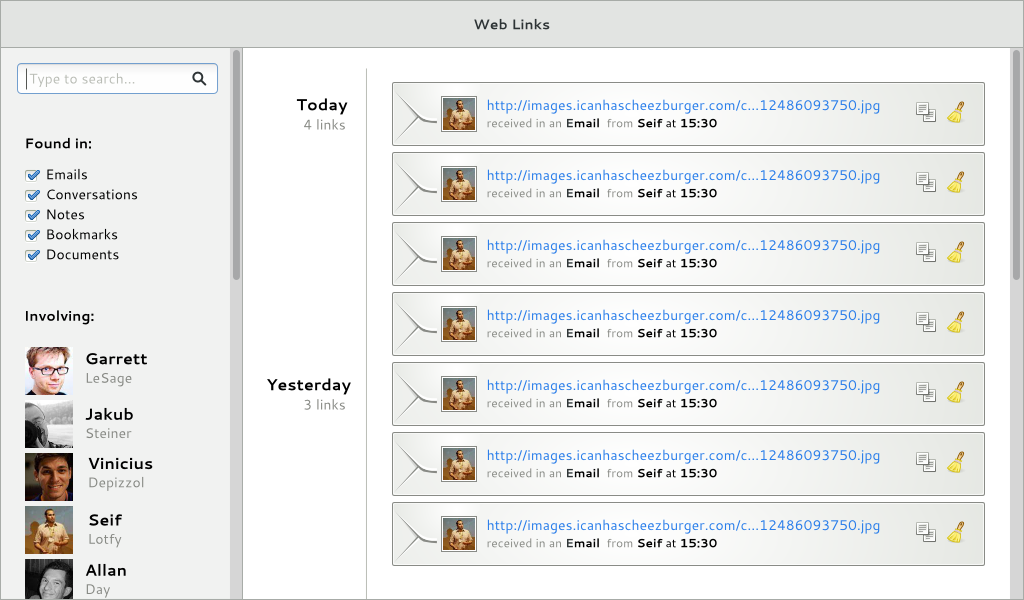 Web Links
Type to search...
Found in:
Emails
Conversations
Notes
Bookmarks
Documents
Involving:
Garrett
LeSage
Jakub
Steiner
Vinicius
Depizzol
Seif
Lotfy
Allan
Day
Today
4 links
http://images.icanhascheezburger.com/c...12486093750.jpg
received in an Email from Seif at 15:30
http://images.icanhascheezburger.com/c...12486093750.jpg
received in an Email from Seif at 15:30
http://images.icanhascheezburger.com/c...12486093750.jpg
received in an Email from Seif at 15:30
http://images.icanhascheezburger.com/c...12486093750.jpg
received in an Email from Seif at 15:30
Yesterday
3 links
http://images.icanhascheezburger.com/c...12486093750.jpg
received in an Email from Seif at 15:30
http://images.icanhascheezburger.com/c...12486093750.jpg
received in an Email from Seif at 15:30
http://images.icanhascheezburger.com/c...12486093750.jpg
received in an Email from Seif at 15:30